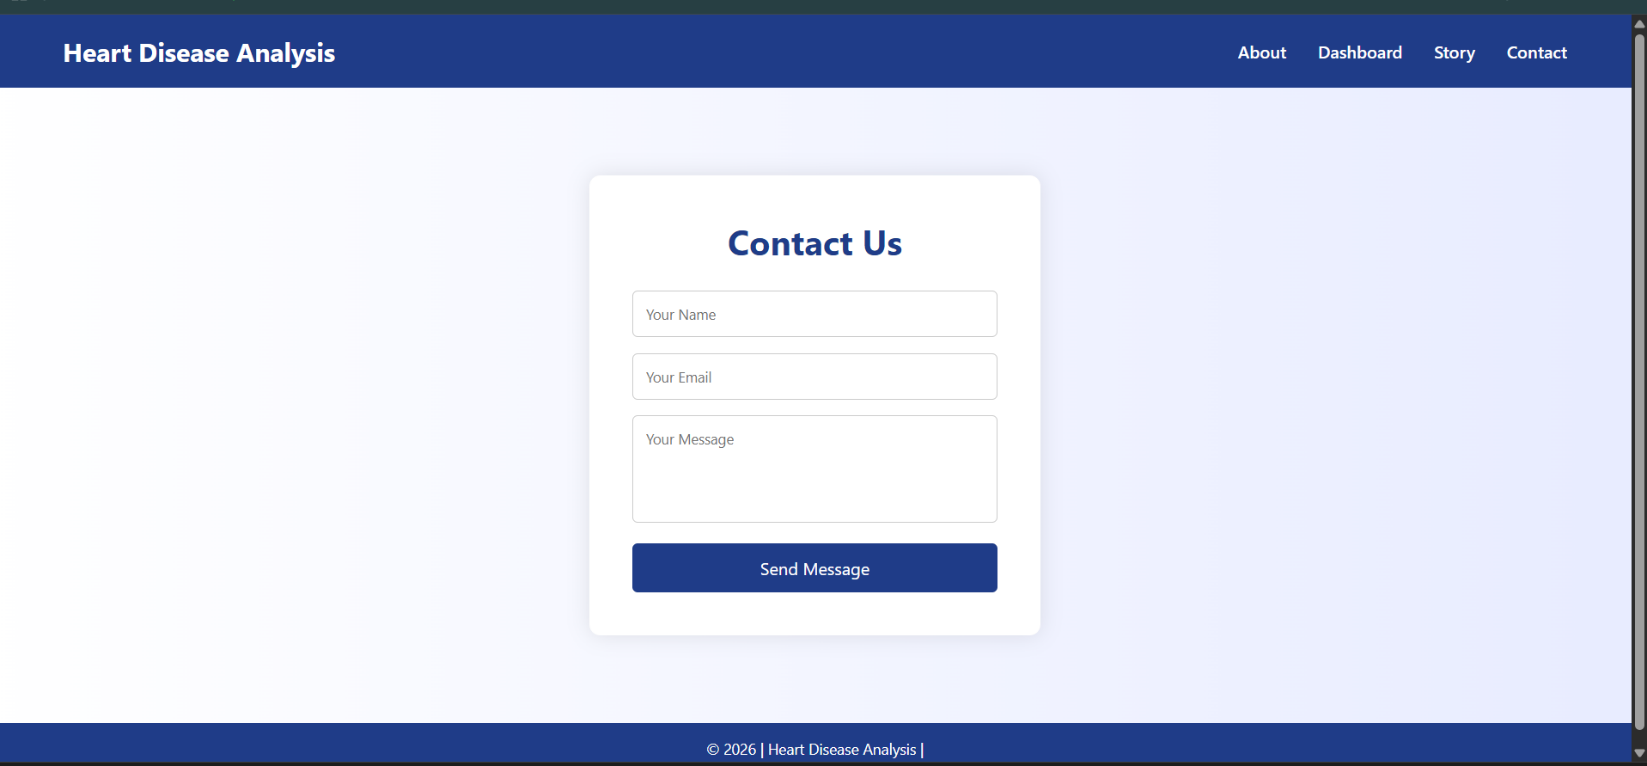 Heart Disease Analysis
About Dashboard Story Contact
Contact Us
Your Name
Your Email
Your Message
Send Message
© 2026 | Heart Disease Analysis |